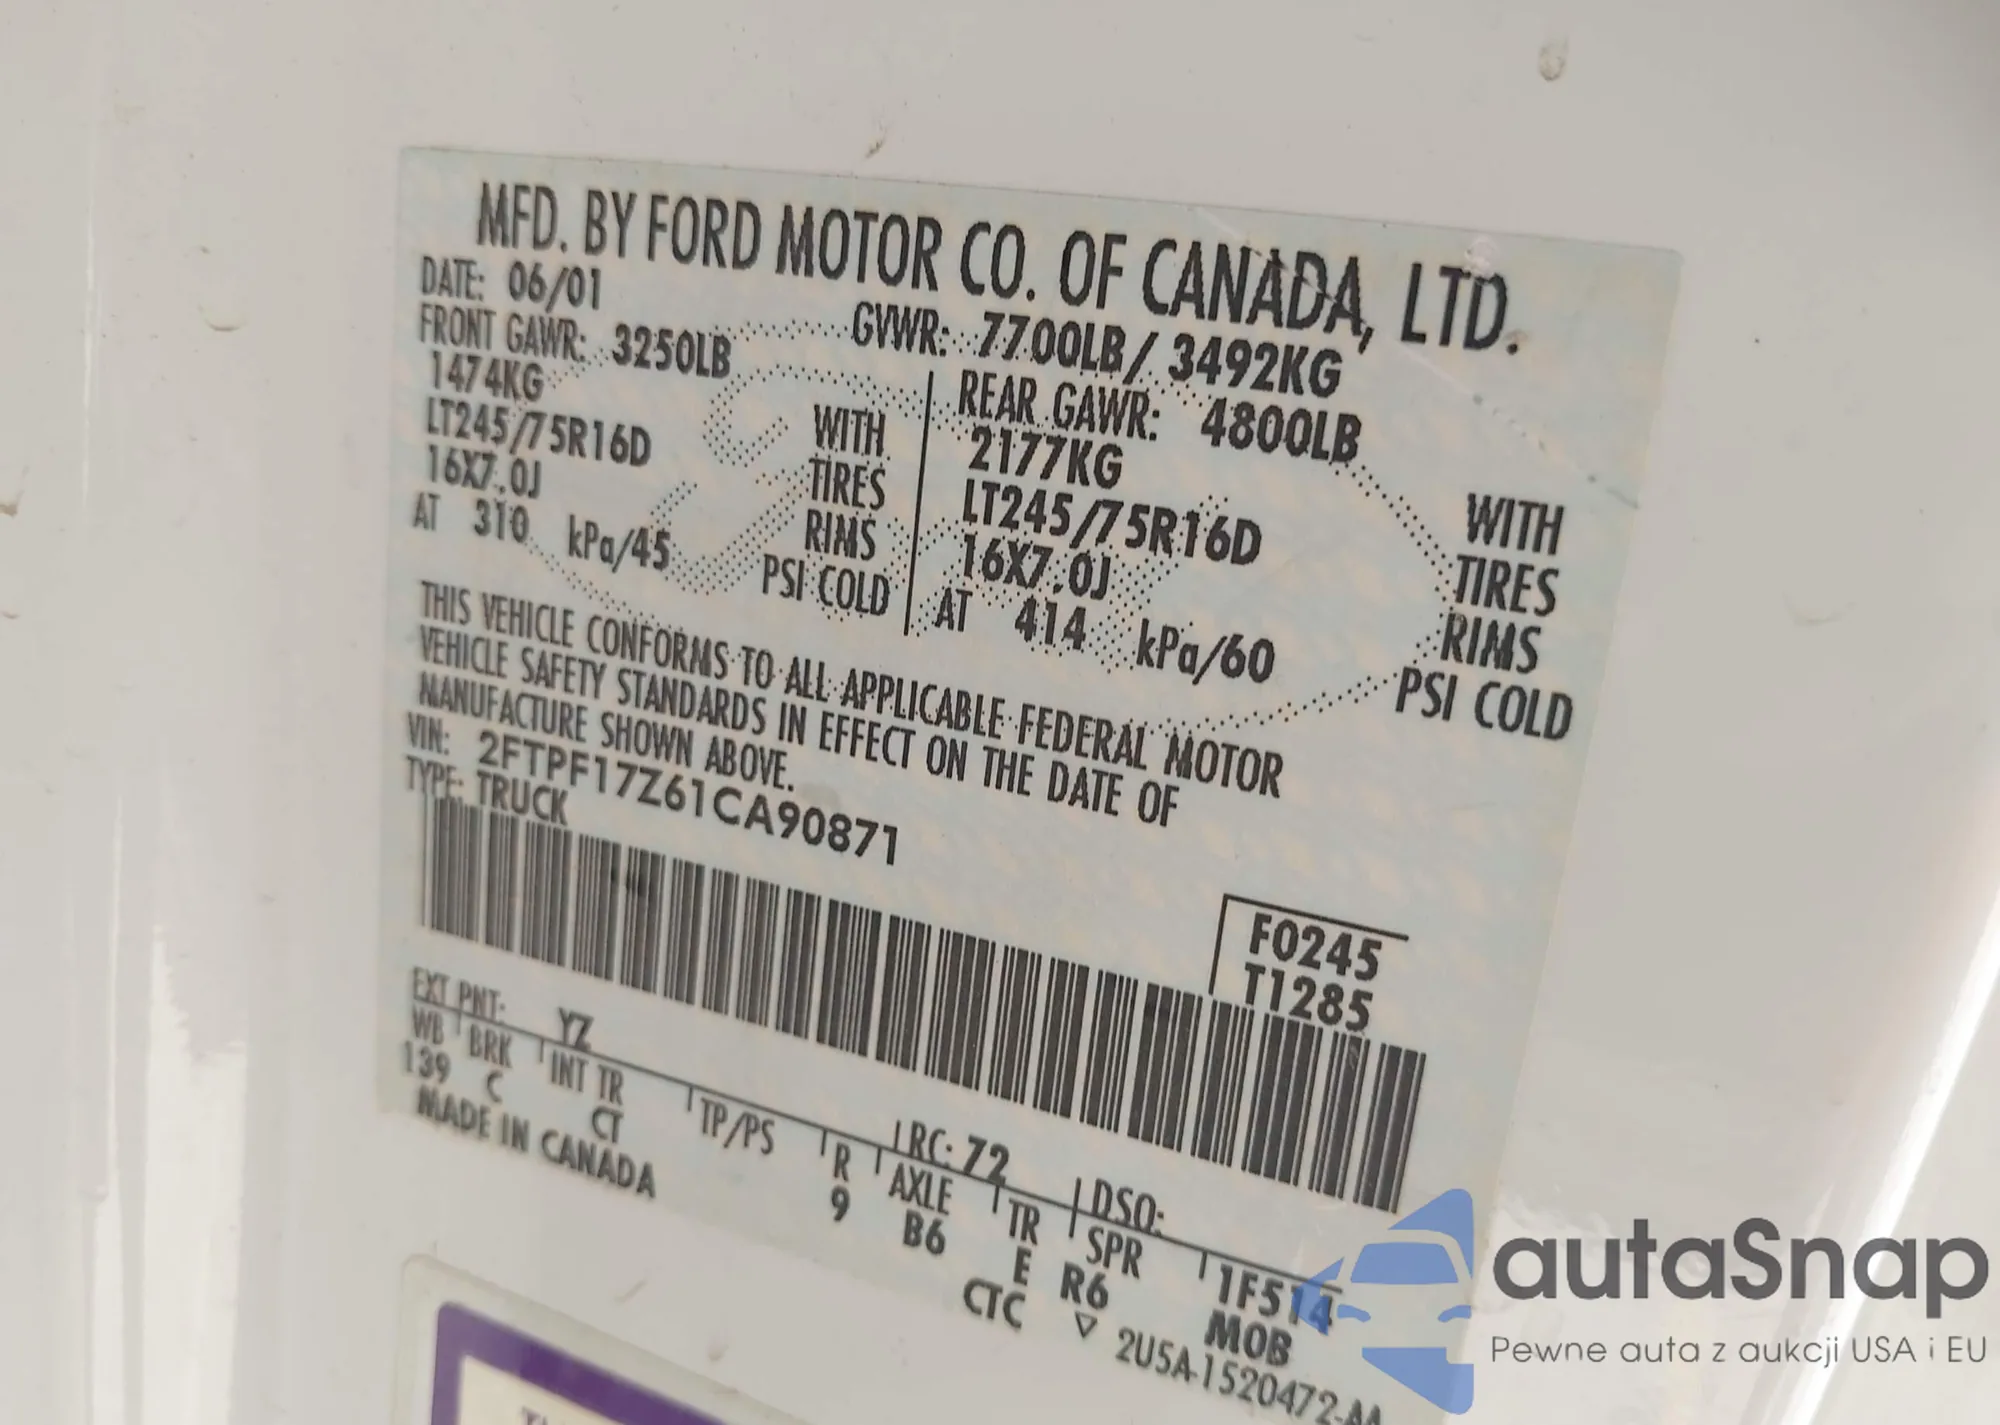 MFD. BY FORD MOTOR CO. OF CANADA, LTD.
DATE: 06/01 GVWR: 7700LB/ 3492KG
FRONT GAWR: 3250LB REAR GAWR: 4800LB
1474KG WITH 2177KG WITH
LT245/75R16D TIRES LT245/75R16D TIRES
16X7.0J RIMS 16X7.0J RIMS
AT 310 kPa/45 PSI COLD AT 414 kPa/60 PSI COLD
THIS VEHICLE CONFORMS TO ALL APPLICABLE FEDERAL MOTOR
VEHICLE SAFETY STANDARDS IN EFFECT ON THE DATE OF
MANUFACTURE SHOWN ABOVE.
VIN: 2FTPF17Z61CA90871
TYPE: TRUCK
F0245
T1285
EXT PNT: YZ RC: 72 DSO:
WB BRK INT TR TP/PS R AXLE TR SPR 1F514
139 C CT 9 B6 E R6 MOB
MADE IN CANADA CTC ▽ 2U5A-1520472-AA
autaSnap
Pewne auta z aukcji USA i EU